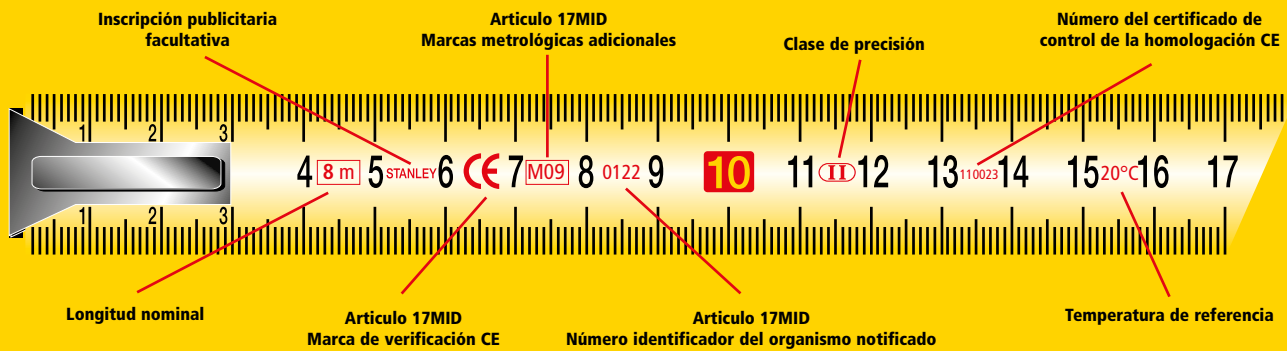 Inscripción publicitaria
facultativa
Articulo 17MID
Marcas metrológicas adicionales
Clase de precisión
Número del certificado de
control de la homologación CE
1 2 3
4 8 m 5 STANLEY 6 CE 7 M09 8 0122 9 10 11 II 12 13 110023 14 15 20°C 16 17
1 2 3
Longitud nominal
Articulo 17MID
Marca de verificación CE
Articulo 17MID
Número identificador del organismo notificado
Temperatura de referencia